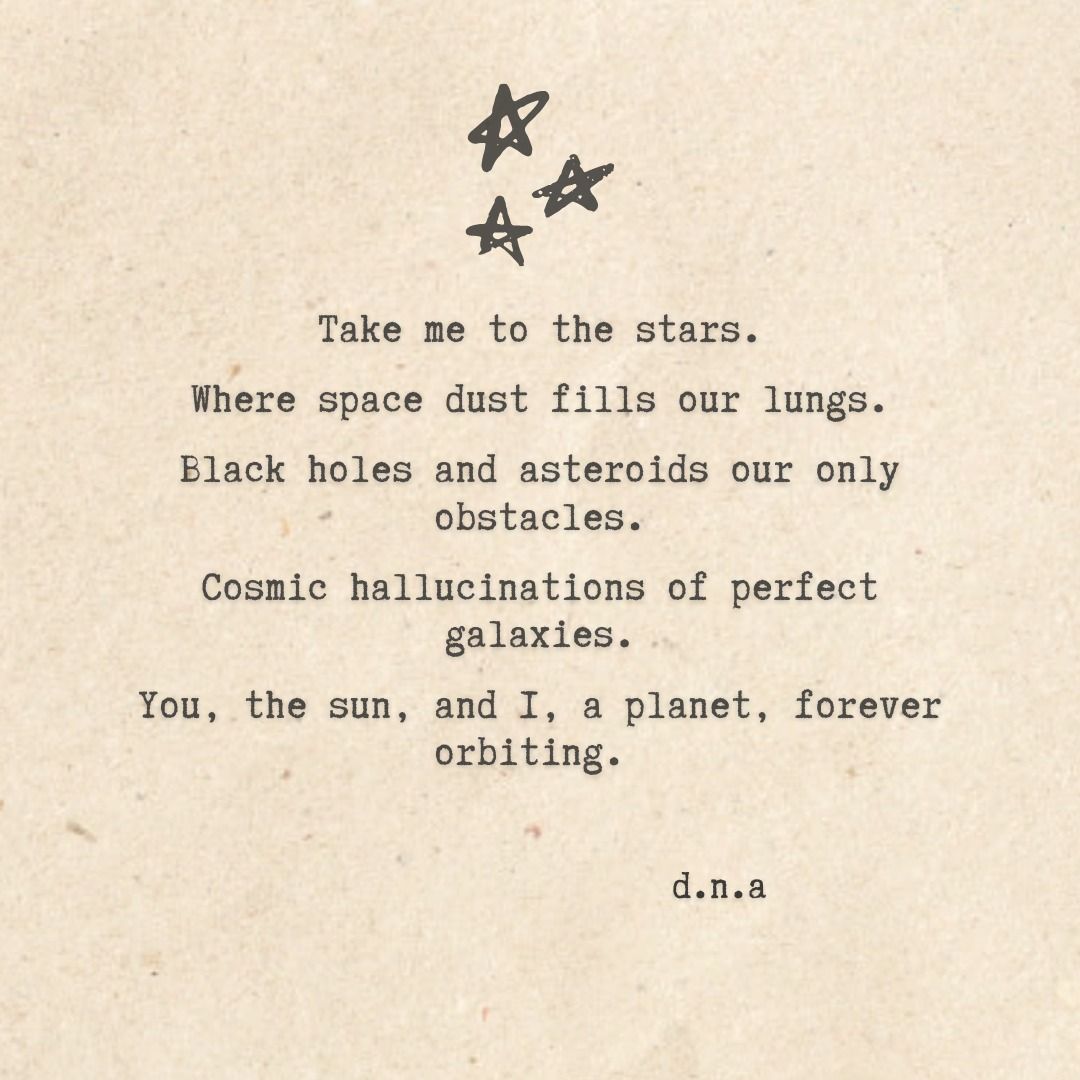 Take me to the stars.
Where space dust fills our lungs.
Black holes and asteroids our only
obstacles.
Cosmic hallucinations of perfect
galaxies.
You, the sun, and I, a planet, forever
orbiting.
d.n.a